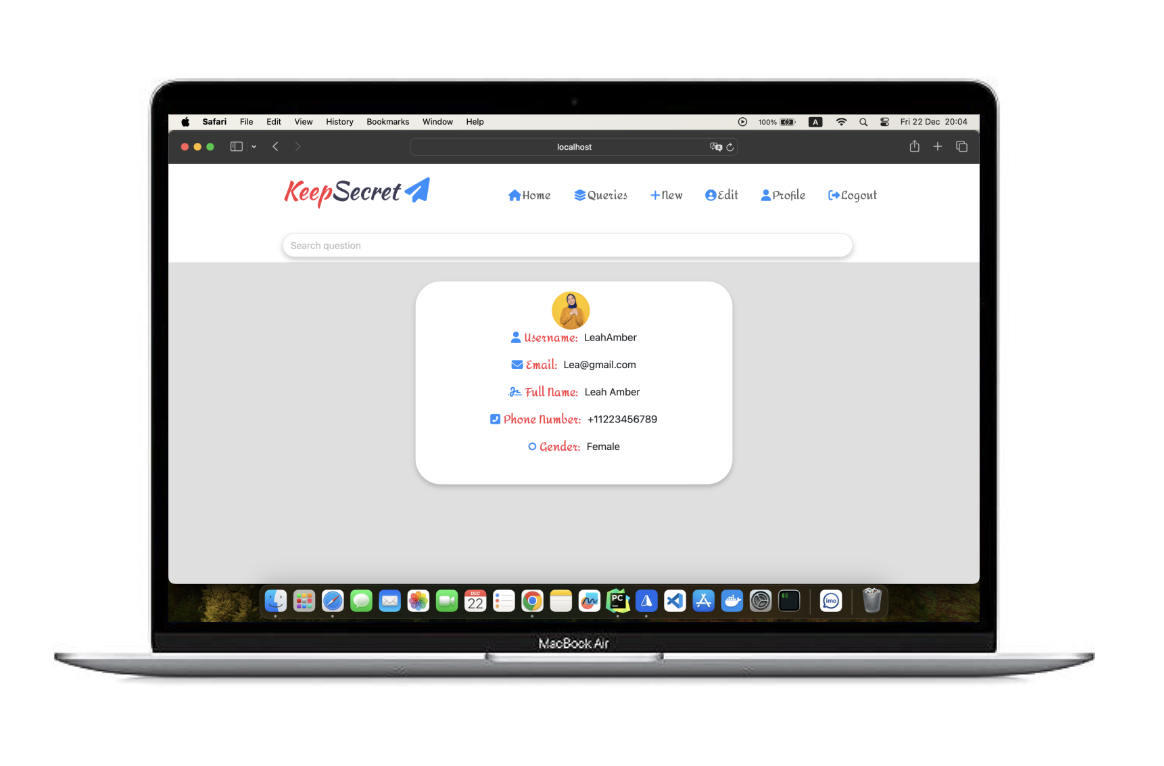 Safari File Edit View History Bookmarks Window Help 100% A Fri 22 Dec 20:04
localhost
KeepSecret Home Queries New Edit Profile Logout
Search question
Username: LeahAmber
Email: Lea@gmail.com
Full Name: Leah Amber
Phone Number: +11223456789
Gender: Female
DEC
22
PC
imo
MacBook Air